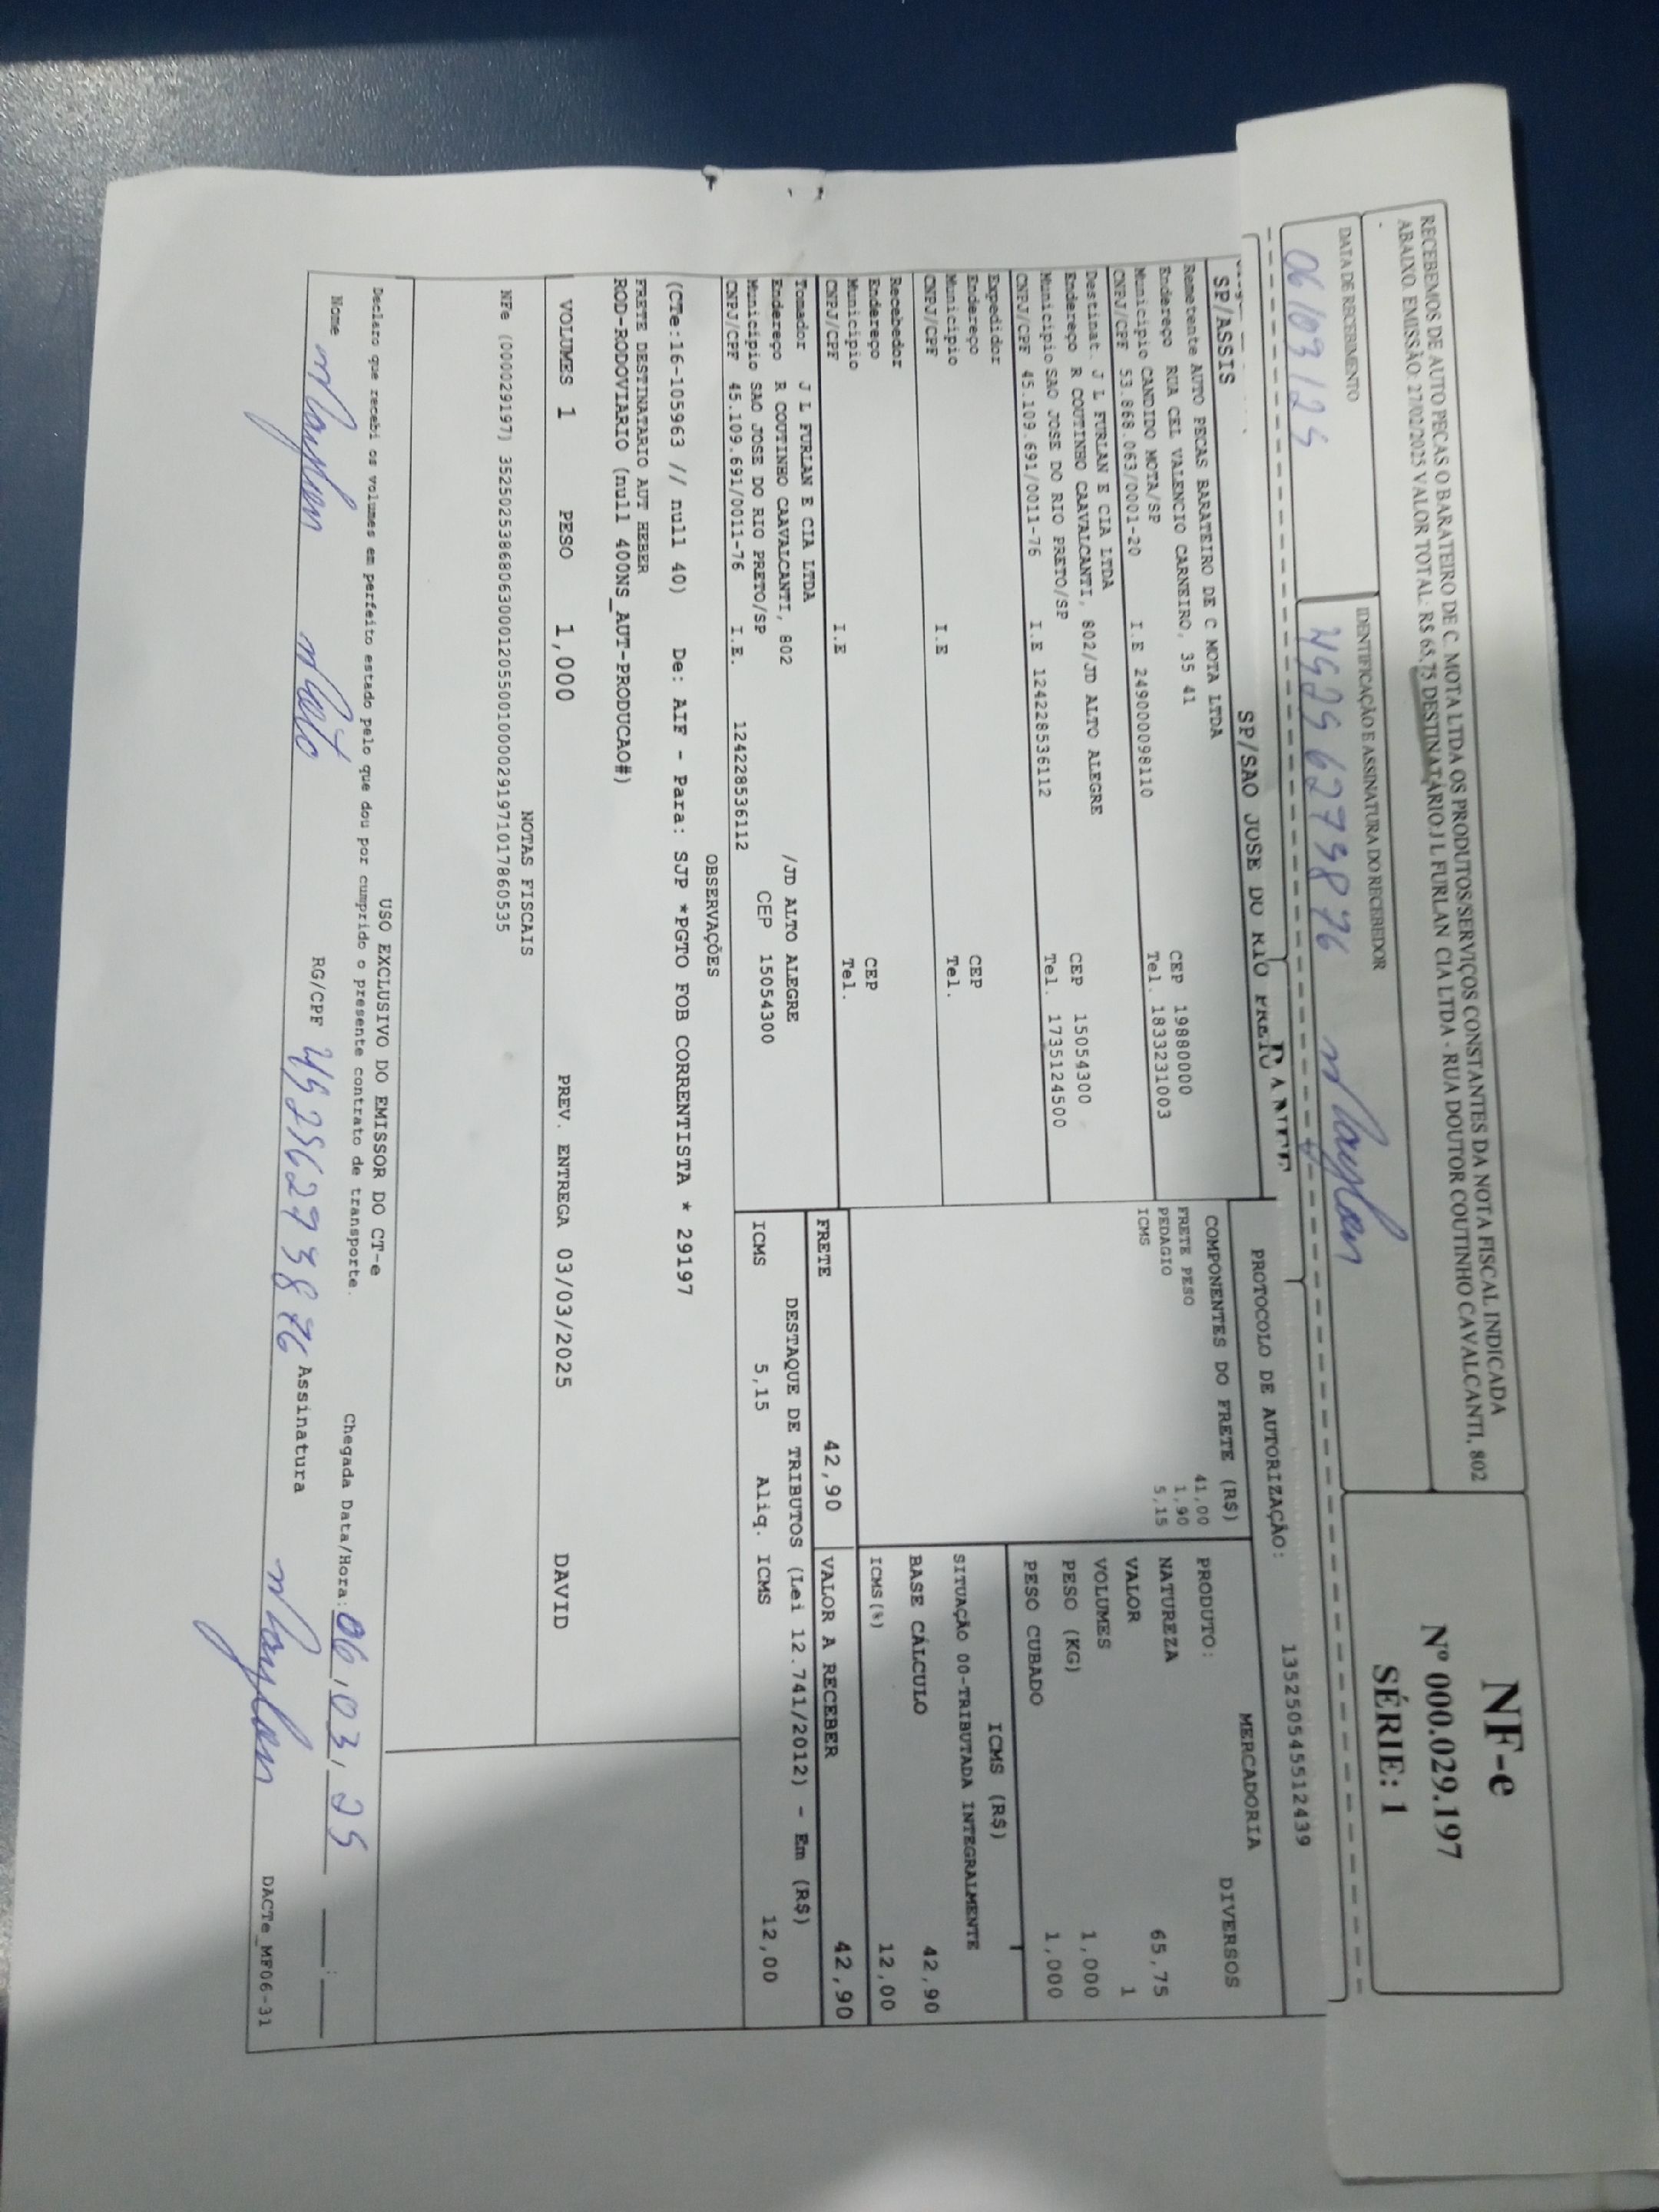 RECEBEMOS DE AUTO PECAS O BARATEIRO DE C. MOTA LTDA OS PRODUTOS/SERVIÇOS CONSTANTES DA NOTA FISCAL INDICADA
ABAIXO. EMISSÃO: 27/02/2025 VALOR TOTAL: R$ 65,75 DESTINATÁRIO: J L FURLAN CIA LTDA - RUA DOUTOR COUTINHO CAVALCANTI, 802
DATA DE RECEBIMENTO
IDENTIFICAÇÃO E ASSINATURA DO RECEBEDOR
06/03/25
NF-e
Nº 000.029.197
SÉRIE: 1
DANFE
PROTOCOLO DE AUTORIZAÇÃO: 135250545512439
SP/ASSIS SP/SAO JOSE DO RIO PRETO
Remetente AUTO PECAS BARATEIRO DE C MOTA LTDA
Endereço RUA CEL VALENCIO CARNEIRO, 35 41 CEP 19880000
Município CANDIDO MOTA/SP Tel. 1833231003
CNPJ/CPF 53.868.063/0001-20 I.E 249000098110
Destinat. J L FURLAN E CIA LTDA
Endereço R COUTINHO CAAVALCANTI, 802/JD ALTO ALEGRE CEP 15054300
Município SAO JOSE DO RIO PRETO/SP Tel. 1735124500
CNPJ/CPF 45.109.691/0011-76 I.E 124228536112
Expedidor
Endereço CEP
Município Tel.
CNPJ/CPF I.E
Recebedor
Endereço CEP
Município Tel.
CNPJ/CPF I.E
Tomador J L FURLAN E CIA LTDA
Endereço R COUTINHO CAAVALCANTI, 802 /JD ALTO ALEGRE
Município SAO JOSE DO RIO PRETO/SP CEP 15054300
CNPJ/CPF 45.109.691/0011-76 I.E. 124228536112
COMPONENTES DO FRETE (R$)
FRETE PESO 41,00
PEDAGIO 1,90
ICMS 5,15
MERCADORIA
PRODUTO: DIVERSOS
NATUREZA
VALOR 65,75
VOLUMES 1
PESO (KG) 1,000
PESO CUBADO 1,000
ICMS (R$)
SITUAÇÃO 00-TRIBUTADA INTEGRALMENTE
BASE CÁLCULO 42,90
ICMS(%) 12,00
FRETE 42,90
VALOR A RECEBER 42,90
DESTAQUE DE TRIBUTOS (Lei 12.741/2012) - Em (R$)
ICMS 5,15 Aliq. ICMS 12,00
OBSERVAÇÕES
(CTe:16-105963 // null 40) De: AIF - Para: SJP *PGTO FOB CORRENTISTA * 29197
FRETE DESTINATARIO AUT HEBER
ROD-RODOVIARIO (null 400NS_AUT-PRODUCAO#)
VOLUMES 1 PESO 1,000 PREV. ENTREGA 03/03/2025 DAVID
NOTAS FISCAIS
NFe (000029197) 35250253868063000120550010000291971017860535
USO EXCLUSIVO DO EMISSOR DO CT-e
Declaro que recebi os volumes em perfeito estado pelo que dou por cumprido o presente contrato de transporte.
Chegada Data/Hora: 06/03/25
Nome RG/CPF Assinatura
DACTe_MF06-31